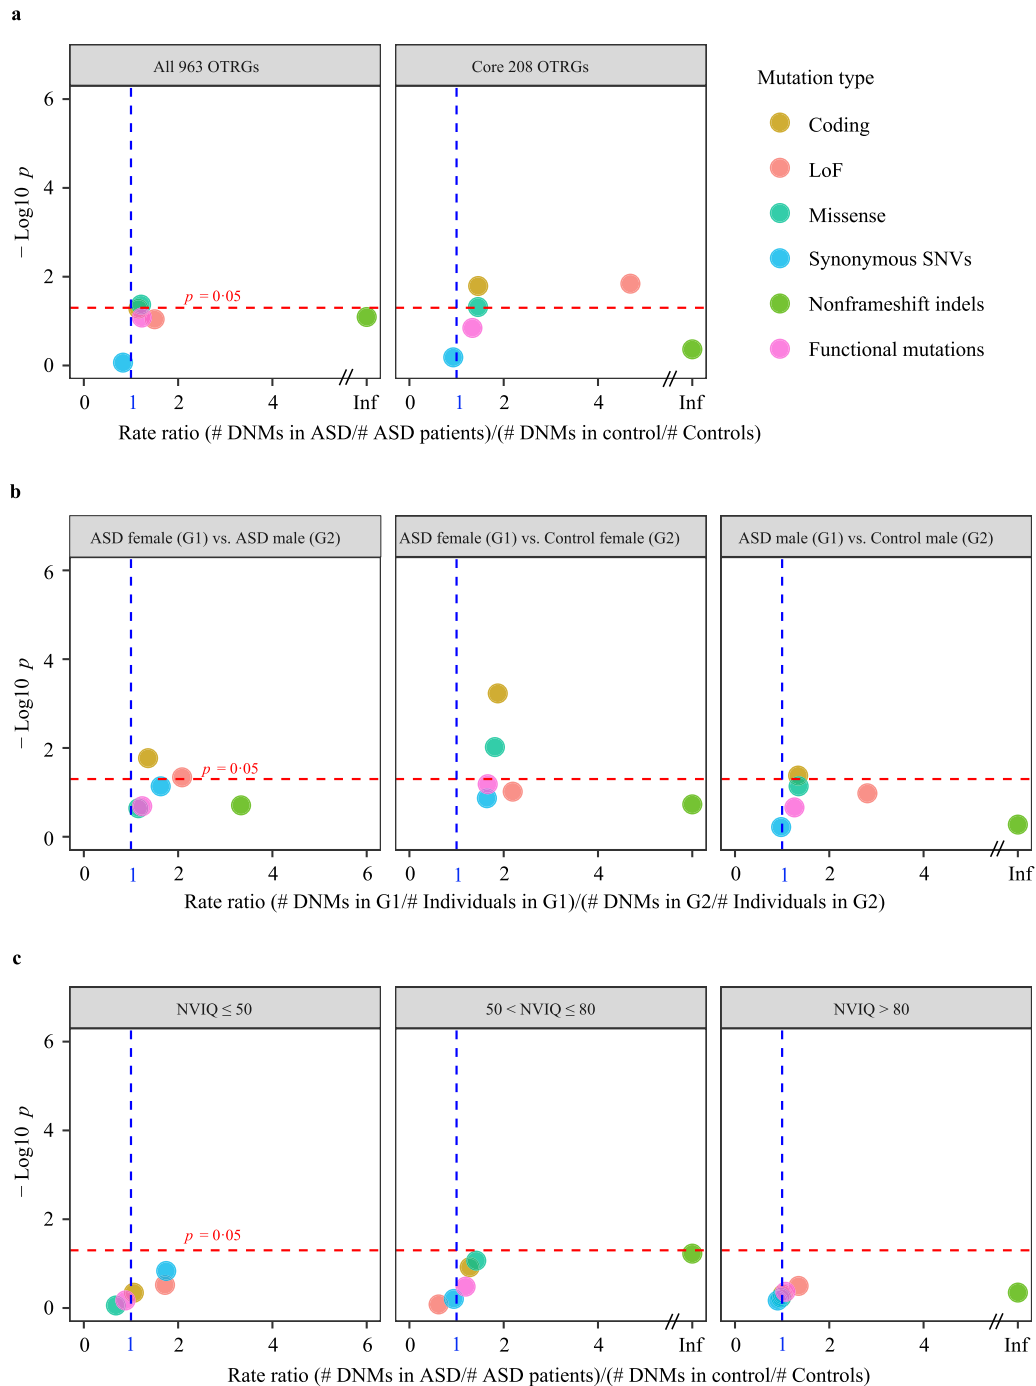 a
All 963 OTRGs
Core 208 OTRGs
Mutation type
Coding
LoF
Missense
Synonymous SNVs
Nonframeshift indels
Functional mutations
− Log10 p
6
4
2
0
p = 0·05
0 1 2 4 Inf
0 1 2 4 Inf
Rate ratio (# DNMs in ASD/# ASD patients)/(# DNMs in control/# Controls)
b
ASD female (G1) vs. ASD male (G2)
ASD female (G1) vs. Control female (G2)
ASD male (G1) vs. Control male (G2)
− Log10 p
6
4
2
0
p = 0·05
0 1 2 4 6
0 1 2 4
0 1 2 4 Inf
Rate ratio (# DNMs in G1/# Individuals in G1)/(# DNMs in G2/# Individuals in G2)
c
NVIQ ≤ 50
50 < NVIQ ≤ 80
NVIQ > 80
− Log10 p
6
4
2
0
p = 0·05
0 1 2 4 6
0 1 2 4 Inf
0 1 2 4 Inf
Rate ratio (# DNMs in ASD/# ASD patients)/(# DNMs in control/# Controls)